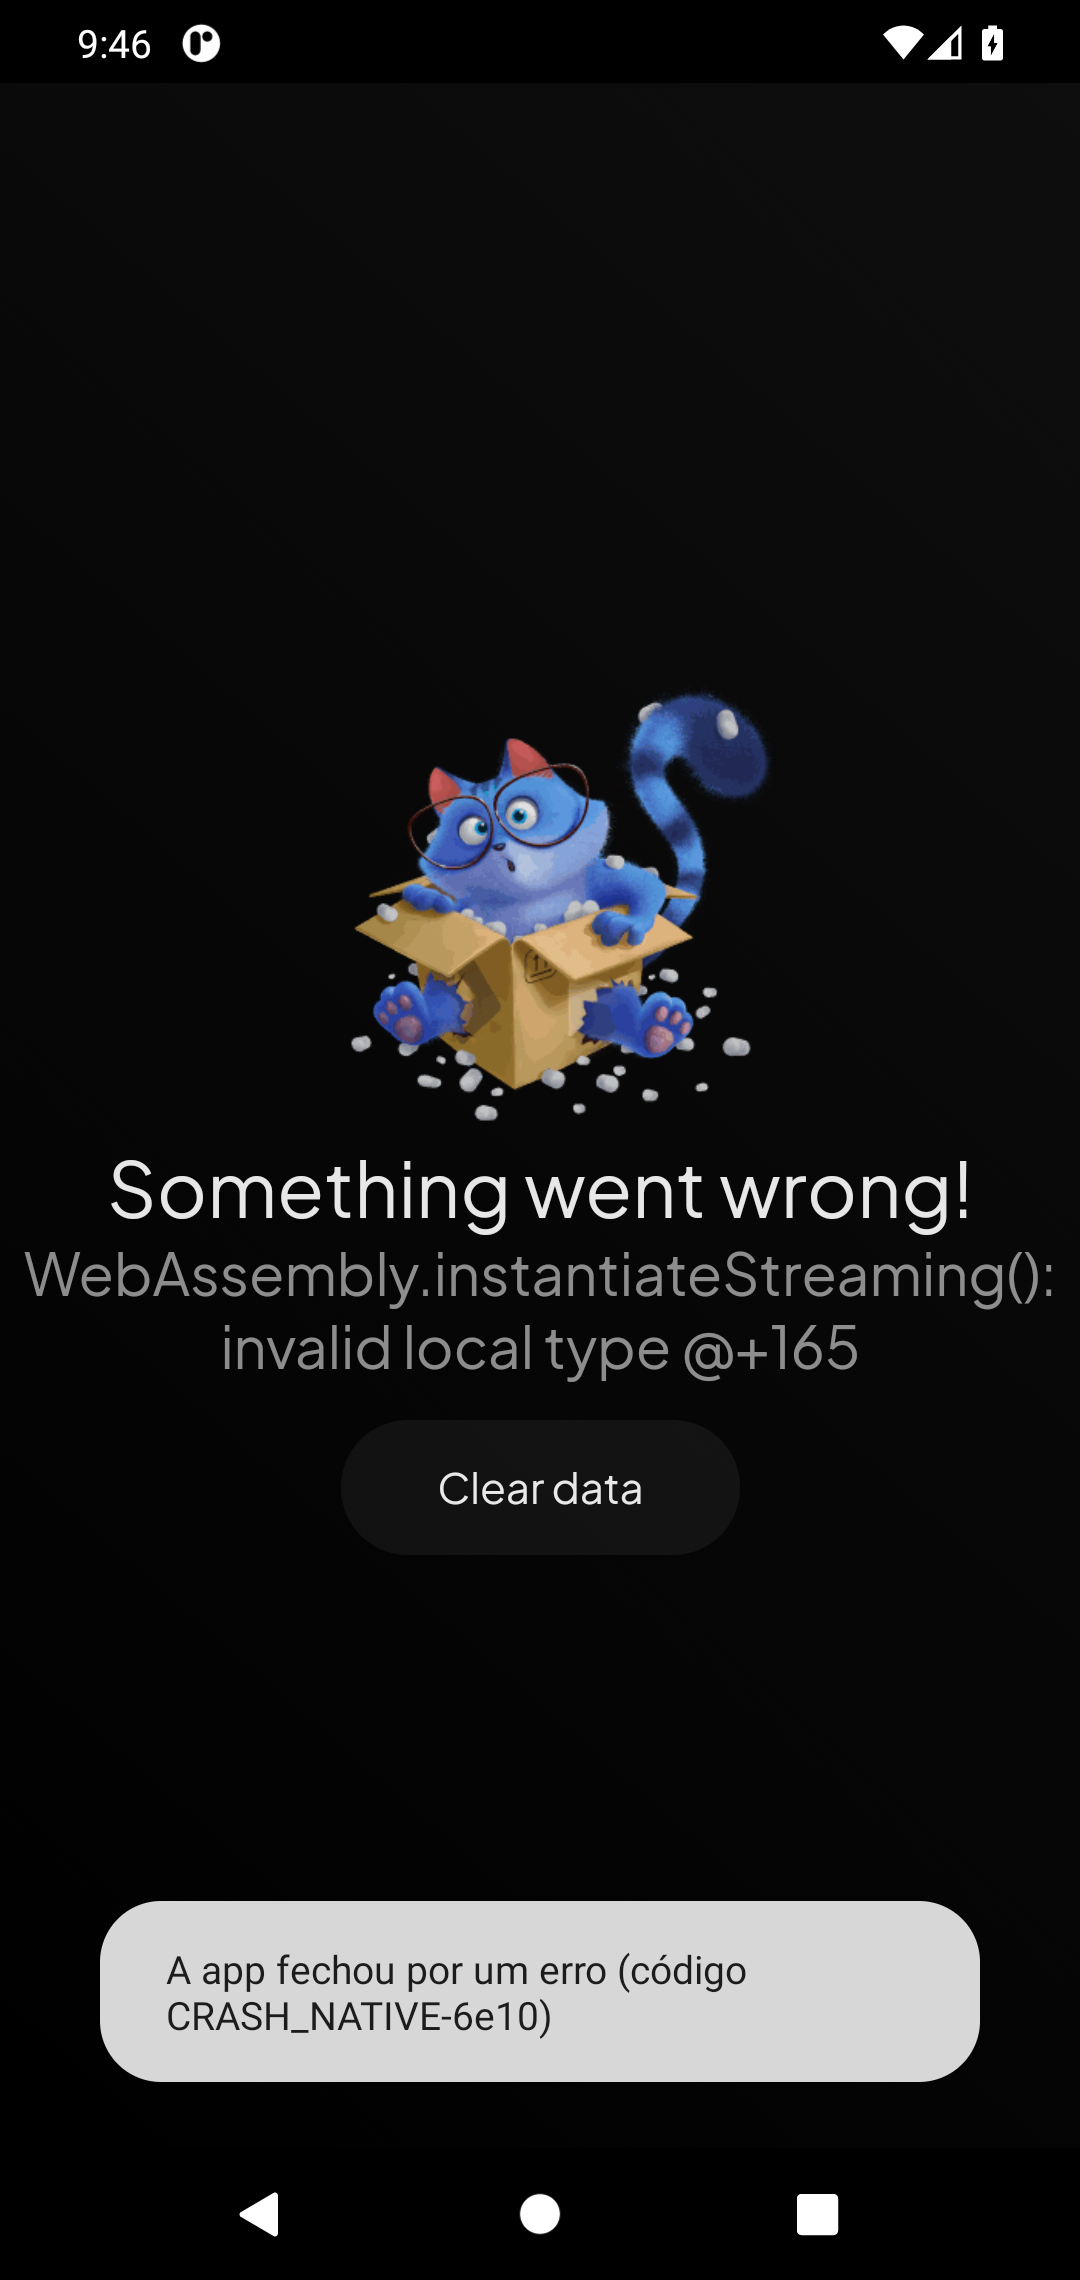 9:46
Something went wrong!
WebAssembly.instantiateStreaming():
invalid local type @+165
Clear data
A app fechou por um erro (código
CRASH_NATIVE-6e10)